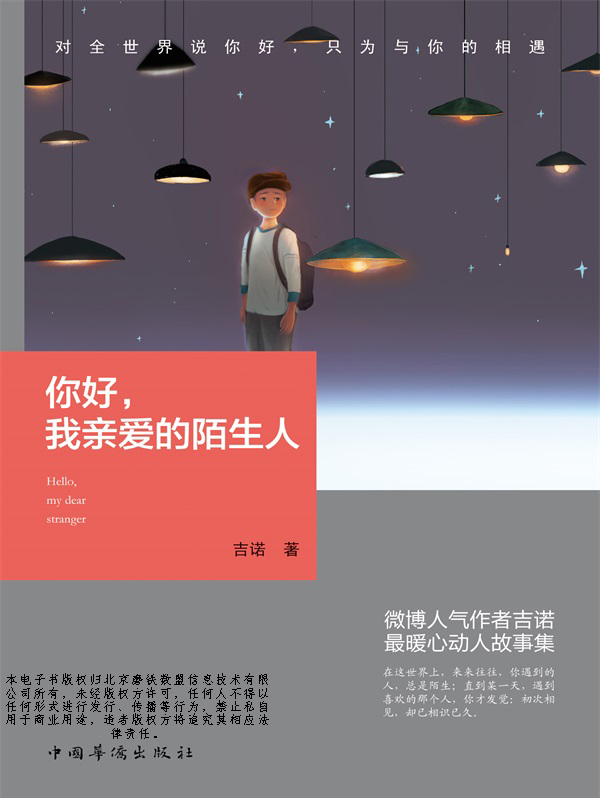 对全世界说你好，只为与你的相遇
你好，
我亲爱的陌生人
Hello,
my dear
stranger
吉诺 著
微博人气作者吉诺
最暖心动人故事集
在这世界上，来来往往，你遇到的
人，总是陌生；直到某一天，遇到
喜欢的那个人，你才发觉：初次相
见，却已相识已久。
本电子书版权归北京磨铁数盟信息技术有限
公司所有，未经版权方许可，任何人不得以
任何形式进行发行、传播等行为，禁止私自
用于商业用途，违者版权方将追究其相应法
律责任。
中国华侨出版社